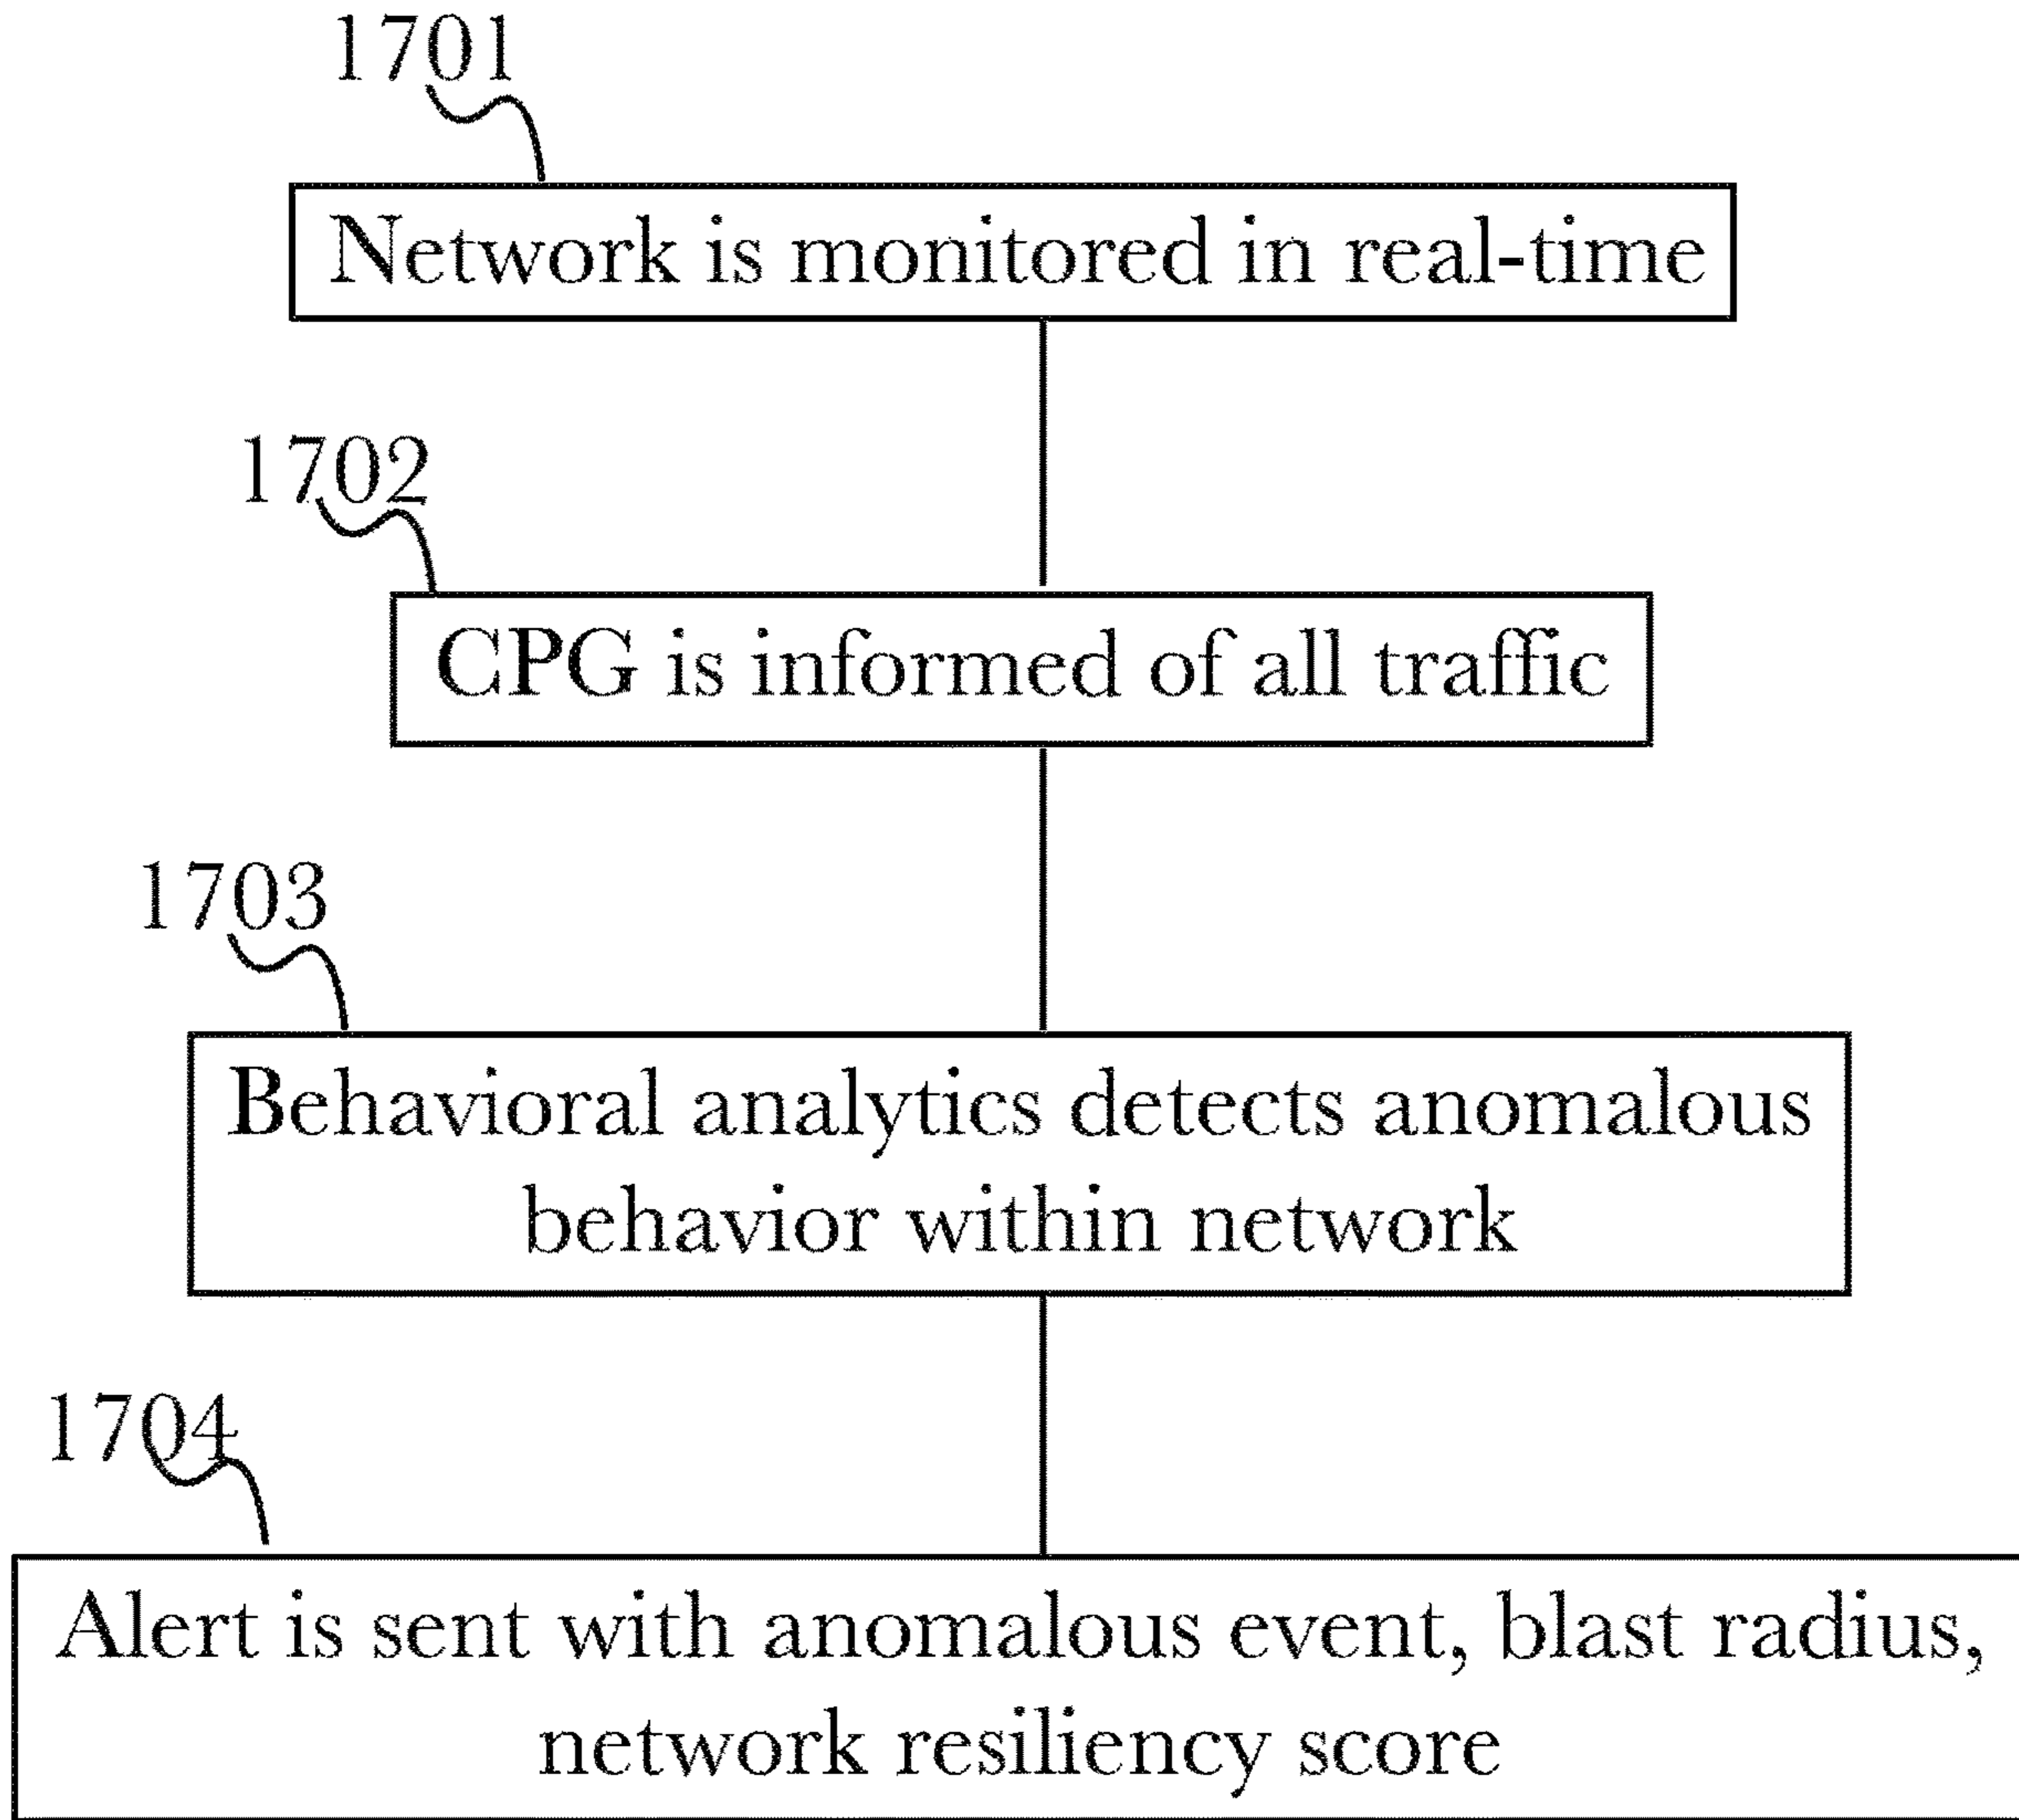 1701
Network is monitored in real-time
1702
CPG is informed of all traffic
1703
Behavioral analytics detects anomalous
behavior within network
1704
Alert is sent with anomalous event, blast radius,
network resiliency score